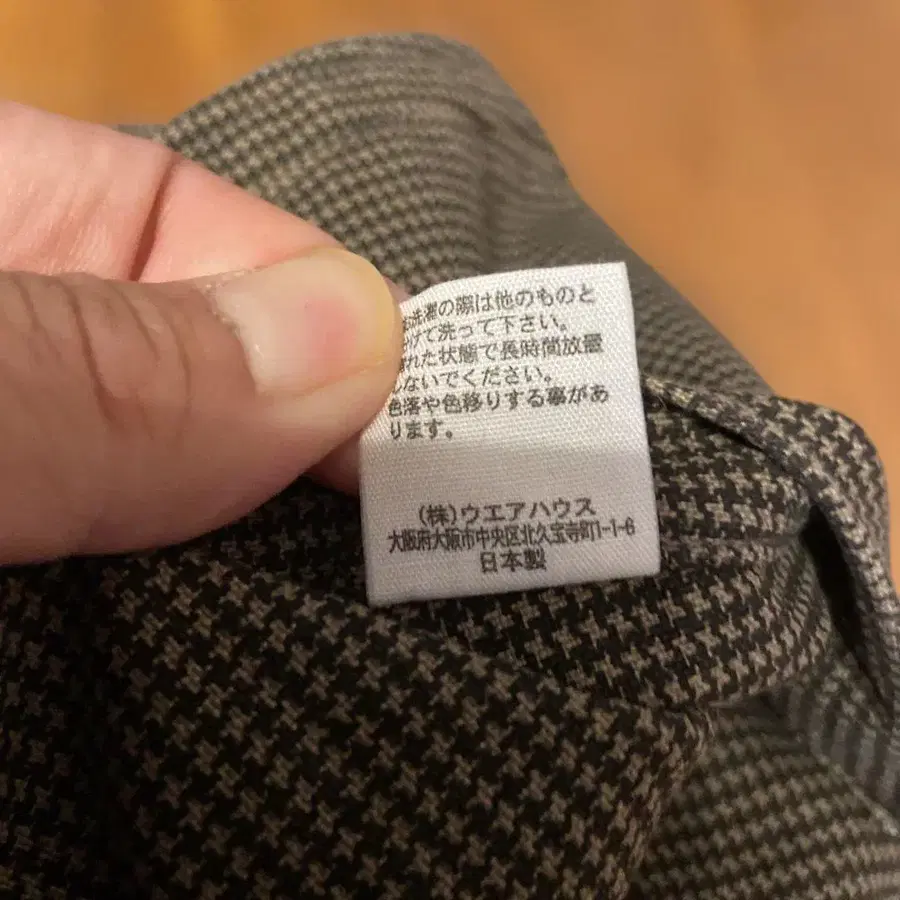 お洗濯の際は他のものと
分けて洗って下さい。
濡れた状態で長時間放置
しないでください。
色落や色移りする事があ
ります。
(株)ウエアハウス
大阪府大阪市中央区北久宝寺町1-1-6
日本製